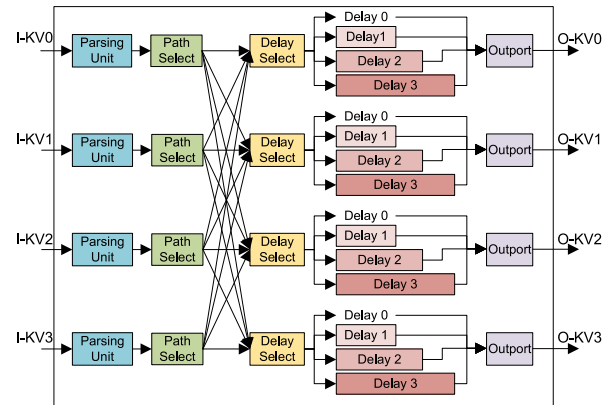 I-KV0
Parsing Unit
Path Select
Delay Select
Delay 0
Delay1
Delay 2
Delay 3
Outport
O-KV0
I-KV1
Parsing Unit
Path Select
Delay Select
Delay 0
Delay 1
Delay 2
Delay 3
Outport
O-KV1
I-KV2
Parsing Unit
Path Select
Delay Select
Delay 0
Delay 1
Delay 2
Delay 3
Outport
O-KV2
I-KV3
Parsing Unit
Path Select
Delay Select
Delay 0
Delay 1
Delay 2
Delay 3
Outport
O-KV3